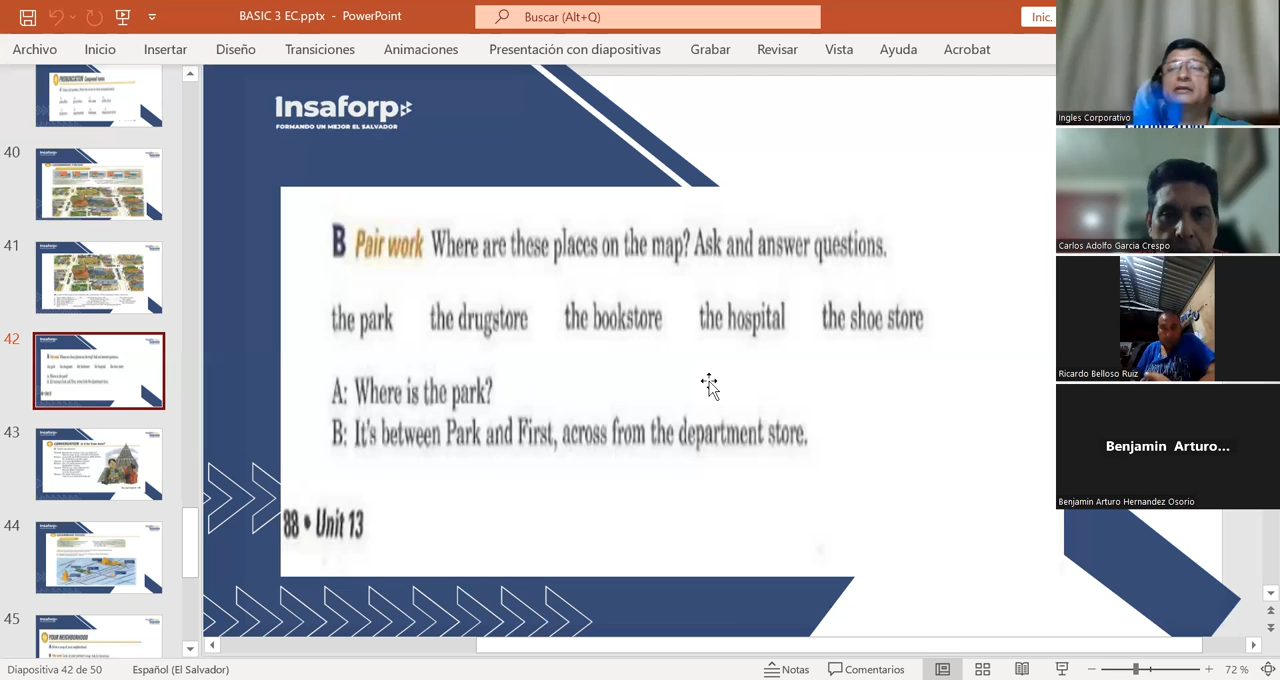 BASIC 3 EC.pptx - PowerPoint
Buscar (Alt+Q)
Inic.
Archivo Inicio Insertar Diseño Transiciones Animaciones Presentación con diapositivas Grabar Revisar Vista Ayuda Acrobat
40
41
42
43
44
45
PRONUNCIATION
YOUR NEIGHBORHOOD
Insaforp
FORMANDO UN MEJOR EL SALVADOR
B Pair work Where are these places on the map? Ask and answer questions.
the park the drugstore the bookstore the hospital the shoe store
A: Where is the park?
B: It's between Park and First, across from the department store.
88 • Unit 13
Ingles Corporativo
Carlos Adolfo Garcia Crespo
Ricardo Belloso Ruiz
Benjamin Arturo...
Benjamin Arturo Hernandez Osorio
Diapositiva 42 de 50 Español (El Salvador) Notas Comentarios 72 %